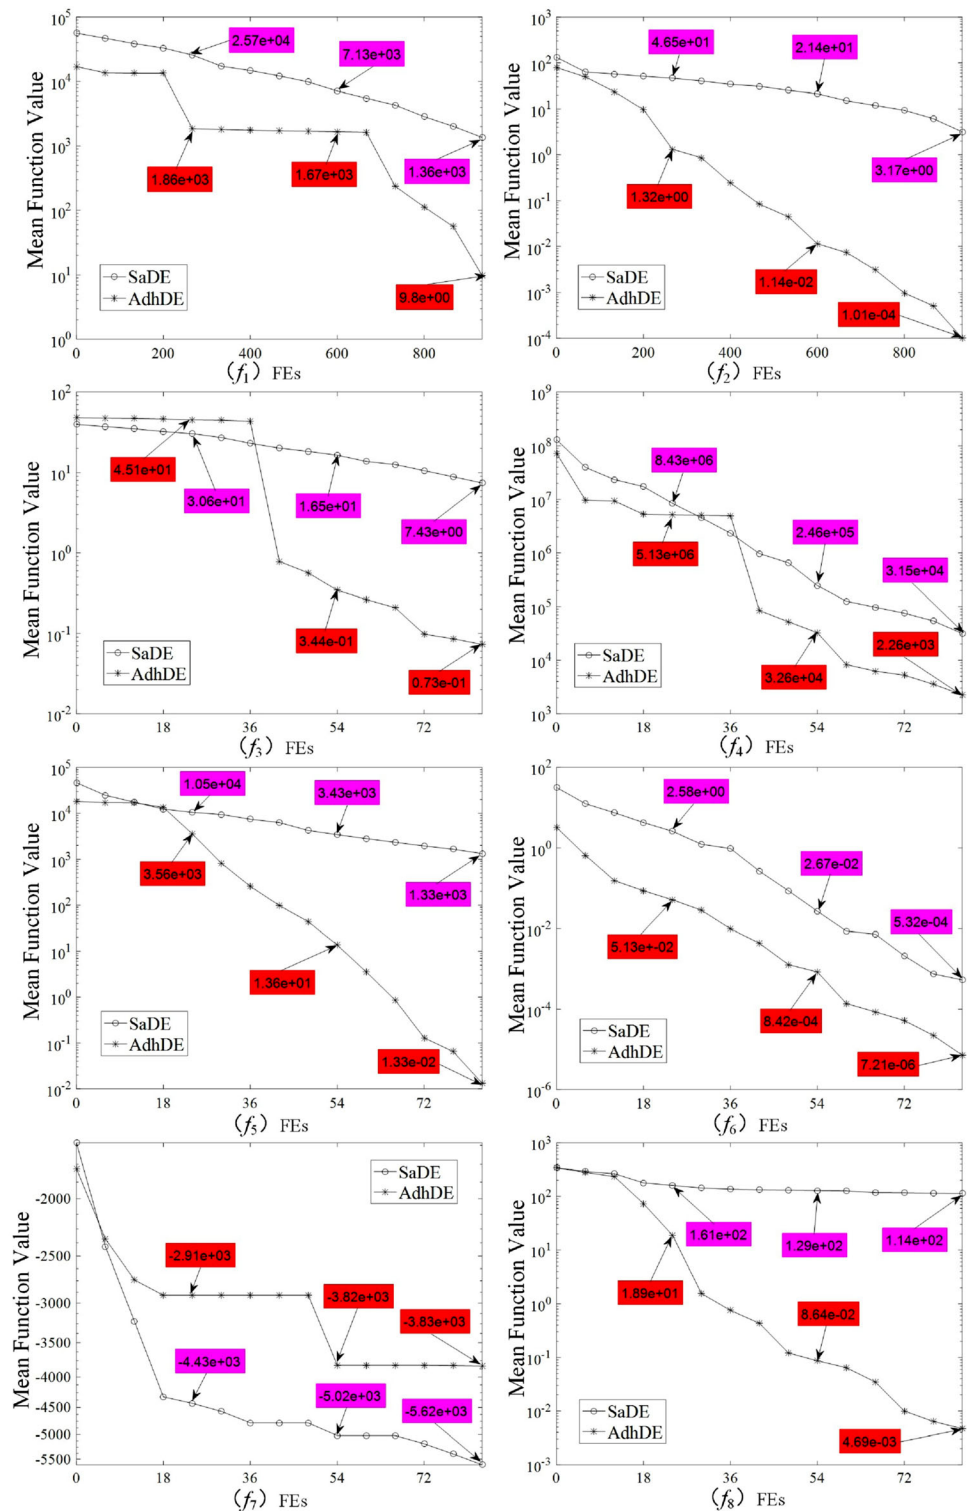 10^5
10^4
10^3
10^2
10^1
10^0
Mean Function Value
2.57e+04
7.13e+03
1.86e+03
1.67e+03
1.36e+03
9.8e+00
SaDE
AdhDE
400 200 400 600 800
(f1) FEs
10^3
10^2
10^1
10^0
10^-1
10^-2
10^-3
10^-4
Mean Function Value
4.65e+01
2.14e+01
3.17e+00
1.32e+00
1.14e-02
1.01e-04
SaDE
AdhDE
0 200 400 600 800
(f2) FEs
10^2
10^1
10^0
10^-1
10^-2
Mean Function Value
4.51e+01
3.06e+01
1.65e+01
7.43e+00
3.44e-01
0.73e-01
SaDE
AdhDE
0 18 36 54 72
(f3) FEs
10^9
10^8
10^7
10^6
10^5
10^4
10^3
Mean Function Value
8.43e+06
5.13e+06
2.46e+05
3.15e+04
2.26e+03
3.26e+04
SaDE
AdhDE
0 18 36 54 72
(f4) FEs
10^5
10^4
10^3
10^2
10^1
10^0
10^-1
10^-2
Mean Function Value
1.05e+04
3.43e+03
3.56e+03
1.33e+03
1.36e+01
1.33e-02
SaDE
AdhDE
0 18 36 54 72
(f5) FEs
10^2
10^0
10^-2
10^-4
10^-6
Mean Function Value
2.58e+00
2.67e-02
5.32e-04
5.13e+-02
8.42e-04
7.21e-06
SaDE
AdhDE
0 18 36 54 72
(f6) FEs
-2000
-2500
-3000
-3500
-4000
-4500
-5000
-5500
Mean Function Value
SaDE
AdhDE
-2.91e+03
-3.82e+03
-3.83e+03
-4.43e+03
-5.02e+03
-5.62e+03
0 18 36 54 72
(f7) FEs
10^3
10^2
10^1
10^0
10^-1
10^-2
10^-3
Mean Function Value
1.61e+02
1.29e+02
1.14e+02
1.89e+01
8.64e-02
4.69e-03
SaDE
AdhDE
0 18 36 54 72
(f8) FEs